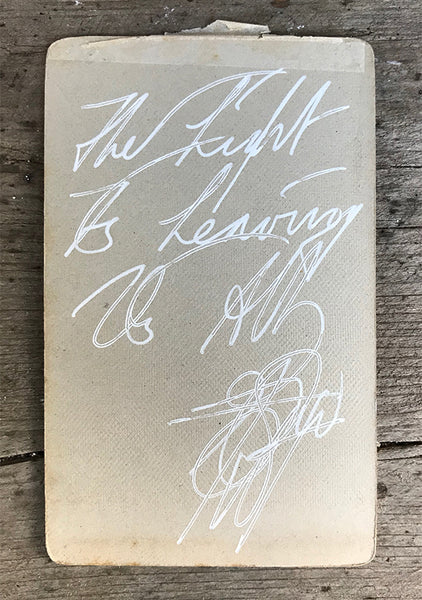 The Light
Is Leaving
Us All